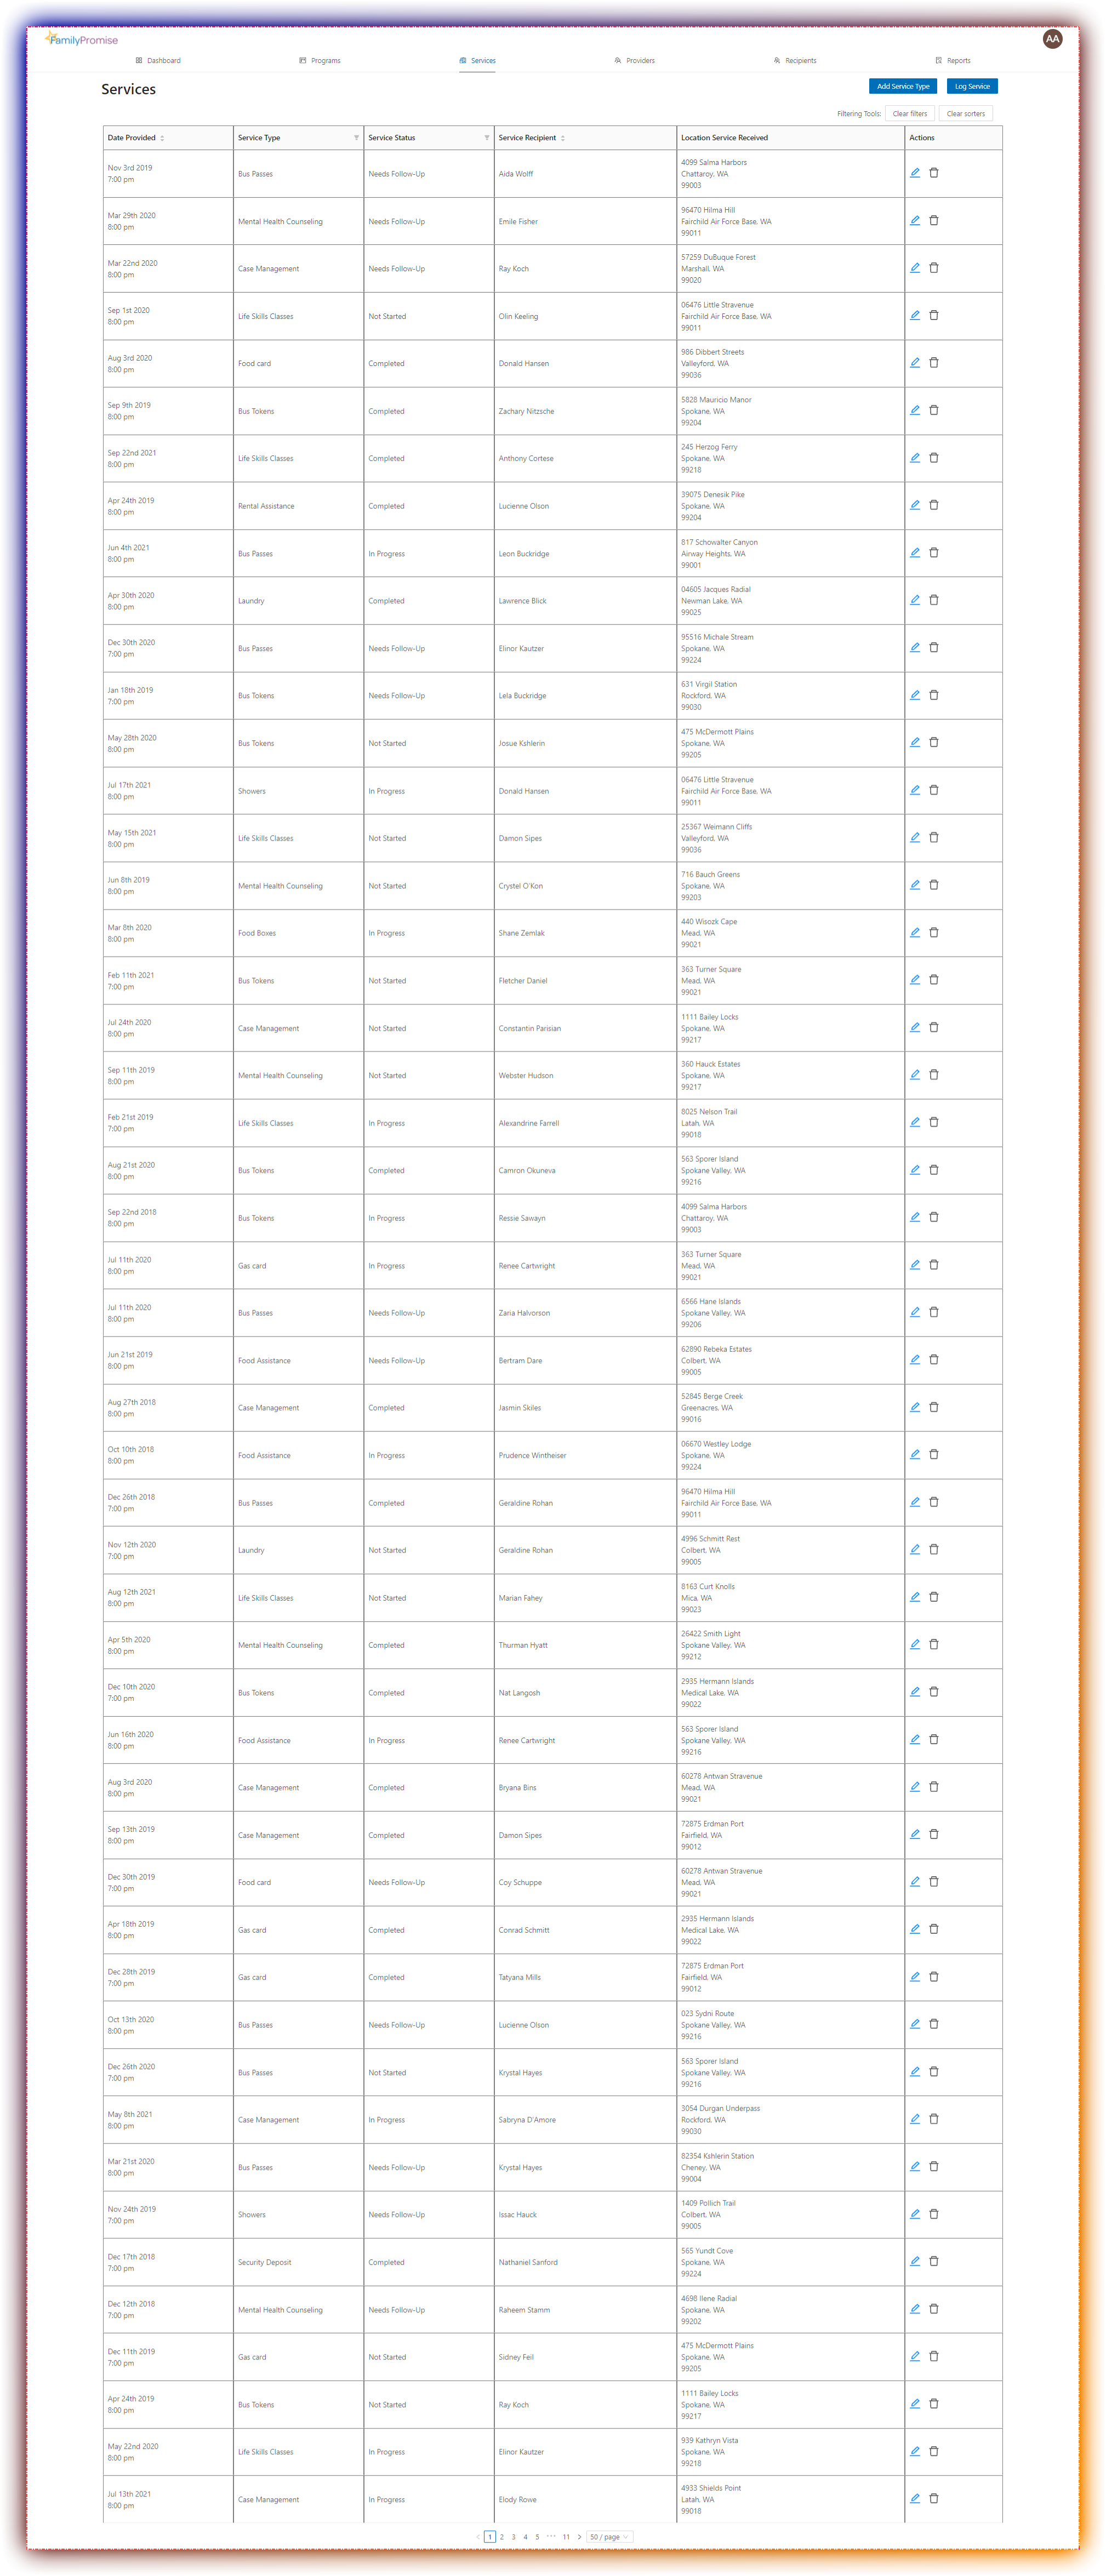 FamilyPromise
AA
Dashboard Programs Services Providers Recipients Reports
Services
Add Service Type Log Service
Filtering Tools: Clear filters Clear sorters
Date Provided Service Type Service Status Service Recipient Location Service Received Actions
Nov 3rd 2019
7:00 pm
Bus Passes
Needs Follow-Up
Aida Wolff
4099 Salma Harbors
Chattaroy, WA
99003
Mar 29th 2020
8:00 pm
Mental Health Counseling
Needs Follow-Up
Emile Fisher
96470 Hilma Hill
Fairchild Air Force Base, WA
99011
Mar 22nd 2020
8:00 pm
Case Management
Needs Follow-Up
Ray Koch
57259 DuBuque Forest
Marshall, WA
99020
Sep 1st 2020
8:00 pm
Life Skills Classes
Not Started
Olin Keeling
06476 Little Stravenue
Fairchild Air Force Base, WA
99011
Aug 3rd 2020
8:00 pm
Food card
Completed
Donald Hansen
986 Dibbert Streets
Valleyford, WA
99036
Sep 9th 2019
8:00 pm
Bus Tokens
Completed
Zachary Nitzsche
5828 Mauricio Manor
Spokane, WA
99204
Sep 22nd 2021
8:00 pm
Life Skills Classes
Completed
Anthony Cortese
245 Herzog Ferry
Spokane, WA
99218
Apr 24th 2019
8:00 pm
Rental Assistance
Completed
Lucienne Olson
39075 Denesik Pike
Spokane, WA
99204
Jun 4th 2021
8:00 pm
Bus Passes
In Progress
Leon Buckridge
817 Schowalter Canyon
Airway Heights, WA
99001
Apr 30th 2020
8:00 pm
Laundry
Completed
Lawrence Blick
04605 Jacques Radial
Newman Lake, WA
99025
Dec 30th 2020
7:00 pm
Bus Passes
Needs Follow-Up
Elinor Kautzer
95516 Michale Stream
Spokane, WA
99224
Jan 18th 2019
7:00 pm
Bus Tokens
Needs Follow-Up
Lela Buckridge
631 Virgil Station
Rockford, WA
99030
May 28th 2020
8:00 pm
Bus Tokens
Not Started
Josue Kshlerin
475 McDermott Plains
Spokane, WA
99205
Jul 17th 2021
8:00 pm
Showers
In Progress
Donald Hansen
06476 Little Stravenue
Fairchild Air Force Base, WA
99011
May 15th 2021
8:00 pm
Life Skills Classes
Not Started
Damon Sipes
25367 Weimann Cliffs
Valleyford, WA
99036
Jun 8th 2019
8:00 pm
Mental Health Counseling
Not Started
Crystel O'Kon
716 Bauch Greens
Spokane, WA
99203
Mar 8th 2020
8:00 pm
Food Boxes
In Progress
Shane Zemlak
440 Wisozk Cape
Mead, WA
99021
Feb 11th 2021
7:00 pm
Bus Tokens
Not Started
Fletcher Daniel
363 Turner Square
Mead, WA
99021
Jul 24th 2020
8:00 pm
Case Management
Not Started
Constantin Parisian
1111 Bailey Locks
Spokane, WA
99217
Sep 11th 2019
8:00 pm
Mental Health Counseling
Not Started
Webster Hudson
360 Hauck Estates
Spokane, WA
99217
Feb 21st 2019
7:00 pm
Life Skills Classes
In Progress
Alexandrine Farrell
8025 Nelson Trail
Latah, WA
99018
Aug 21st 2020
8:00 pm
Bus Tokens
Completed
Camron Okuneva
563 Sporer Island
Spokane Valley, WA
99216
Sep 22nd 2018
8:00 pm
Bus Tokens
In Progress
Ressie Sawayn
4099 Salma Harbors
Chattaroy, WA
99003
Jul 11th 2020
8:00 pm
Gas card
In Progress
Renee Cartwright
363 Turner Square
Mead, WA
99021
Jul 11th 2020
8:00 pm
Bus Passes
Needs Follow-Up
Zaria Halvorson
6566 Hane Islands
Spokane Valley, WA
99206
Jun 21st 2019
8:00 pm
Food Assistance
Needs Follow-Up
Bertram Dare
62890 Rebeka Estates
Colbert, WA
99005
Aug 27th 2018
8:00 pm
Case Management
Completed
Jasmin Skiles
52845 Berge Creek
Greenacres, WA
99016
Oct 10th 2018
8:00 pm
Food Assistance
In Progress
Prudence Wintheiser
06670 Westley Lodge
Spokane, WA
99224
Dec 26th 2018
7:00 pm
Bus Passes
Completed
Geraldine Rohan
96470 Hilma Hill
Fairchild Air Force Base, WA
99011
Nov 12th 2020
7:00 pm
Laundry
Not Started
Geraldine Rohan
4996 Schmitt Rest
Colbert, WA
99005
Aug 12th 2021
8:00 pm
Life Skills Classes
Not Started
Marian Fahey
8163 Curt Knolls
Mica, WA
99023
Apr 5th 2020
8:00 pm
Mental Health Counseling
Completed
Thurman Hyatt
26422 Smith Light
Spokane Valley, WA
99212
Dec 10th 2020
7:00 pm
Bus Tokens
Completed
Nat Langosh
2935 Hermann Islands
Medical Lake, WA
99022
Jun 16th 2020
8:00 pm
Food Assistance
In Progress
Renee Cartwright
563 Sporer Island
Spokane Valley, WA
99216
Aug 3rd 2020
8:00 pm
Case Management
Completed
Bryana Bins
60278 Antwan Stravenue
Mead, WA
99021
Sep 13th 2019
8:00 pm
Case Management
Completed
Damon Sipes
72875 Erdman Port
Fairfield, WA
99012
Dec 30th 2019
7:00 pm
Food card
Needs Follow-Up
Coy Schuppe
60278 Antwan Stravenue
Mead, WA
99021
Apr 18th 2019
8:00 pm
Gas card
Completed
Conrad Schmitt
2935 Hermann Islands
Medical Lake, WA
99022
Dec 28th 2019
7:00 pm
Gas card
Completed
Tatyana Mills
72875 Erdman Port
Fairfield, WA
99012
Oct 13th 2020
8:00 pm
Bus Passes
Needs Follow-Up
Lucienne Olson
023 Sydni Route
Spokane Valley, WA
99216
Dec 26th 2020
7:00 pm
Bus Passes
Not Started
Krystal Hayes
563 Sporer Island
Spokane Valley, WA
99216
May 8th 2021
8:00 pm
Case Management
In Progress
Sabryna D'Amore
3054 Durgan Underpass
Rockford, WA
99030
Mar 21st 2020
8:00 pm
Bus Passes
Needs Follow-Up
Krystal Hayes
82354 Kshlerin Station
Cheney, WA
99004
Nov 24th 2019
7:00 pm
Showers
Needs Follow-Up
Issac Hauck
1409 Pollich Trail
Colbert, WA
99005
Dec 17th 2018
7:00 pm
Security Deposit
Completed
Nathaniel Sanford
565 Yundt Cove
Spokane, WA
99224
Dec 12th 2018
7:00 pm
Mental Health Counseling
Needs Follow-Up
Raheem Stamm
4698 Ilene Radial
Spokane, WA
99202
Dec 11th 2019
7:00 pm
Gas card
Not Started
Sidney Feil
475 McDermott Plains
Spokane, WA
99205
Apr 24th 2019
8:00 pm
Bus Tokens
Not Started
Ray Koch
1111 Bailey Locks
Spokane, WA
99217
May 22nd 2020
8:00 pm
Life Skills Classes
In Progress
Elinor Kautzer
939 Kathryn Vista
Spokane, WA
99218
Jul 13th 2021
8:00 pm
Case Management
In Progress
Elody Rowe
4933 Shields Point
Latah, WA
99018
< 1 2 3 4 5 ••• 11 > 50 / page